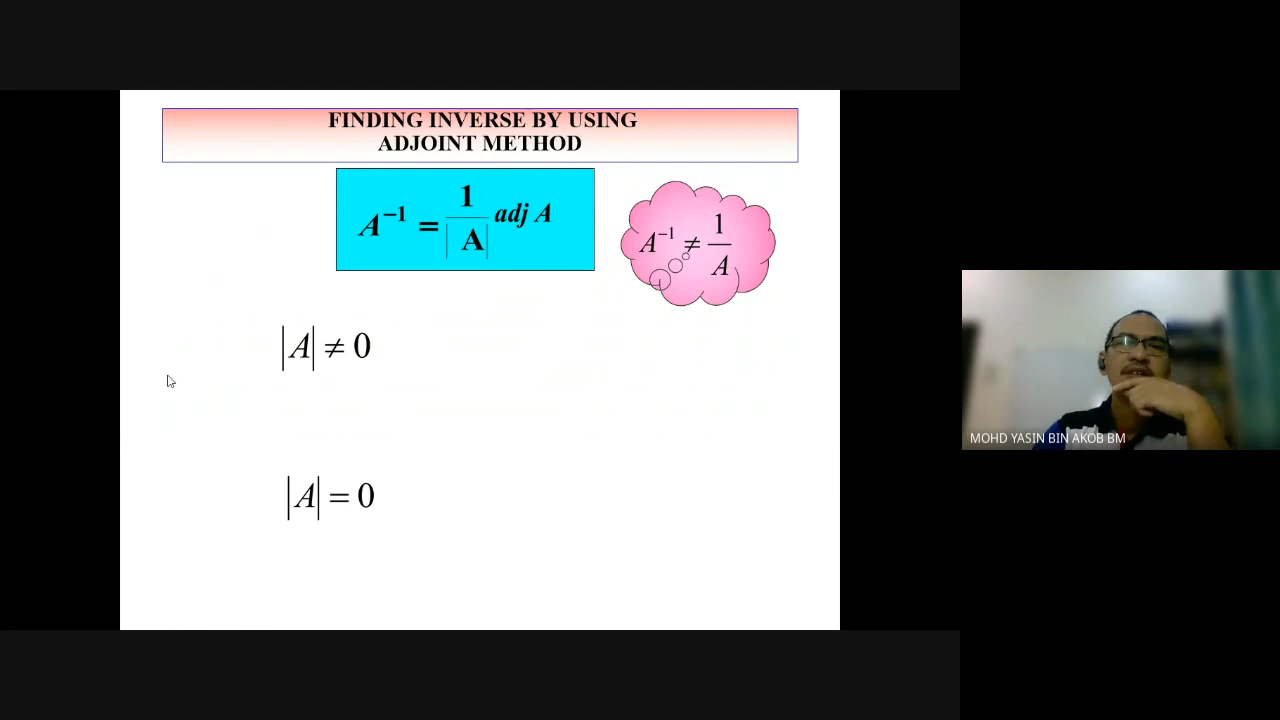 FINDING INVERSE BY USING
ADJOINT METHOD
A⁻¹ = 1/|A| adj A
A⁻¹ ≠ 1/A
|A| ≠ 0
|A| = 0
MOHD YASIN BIN AKOB BM